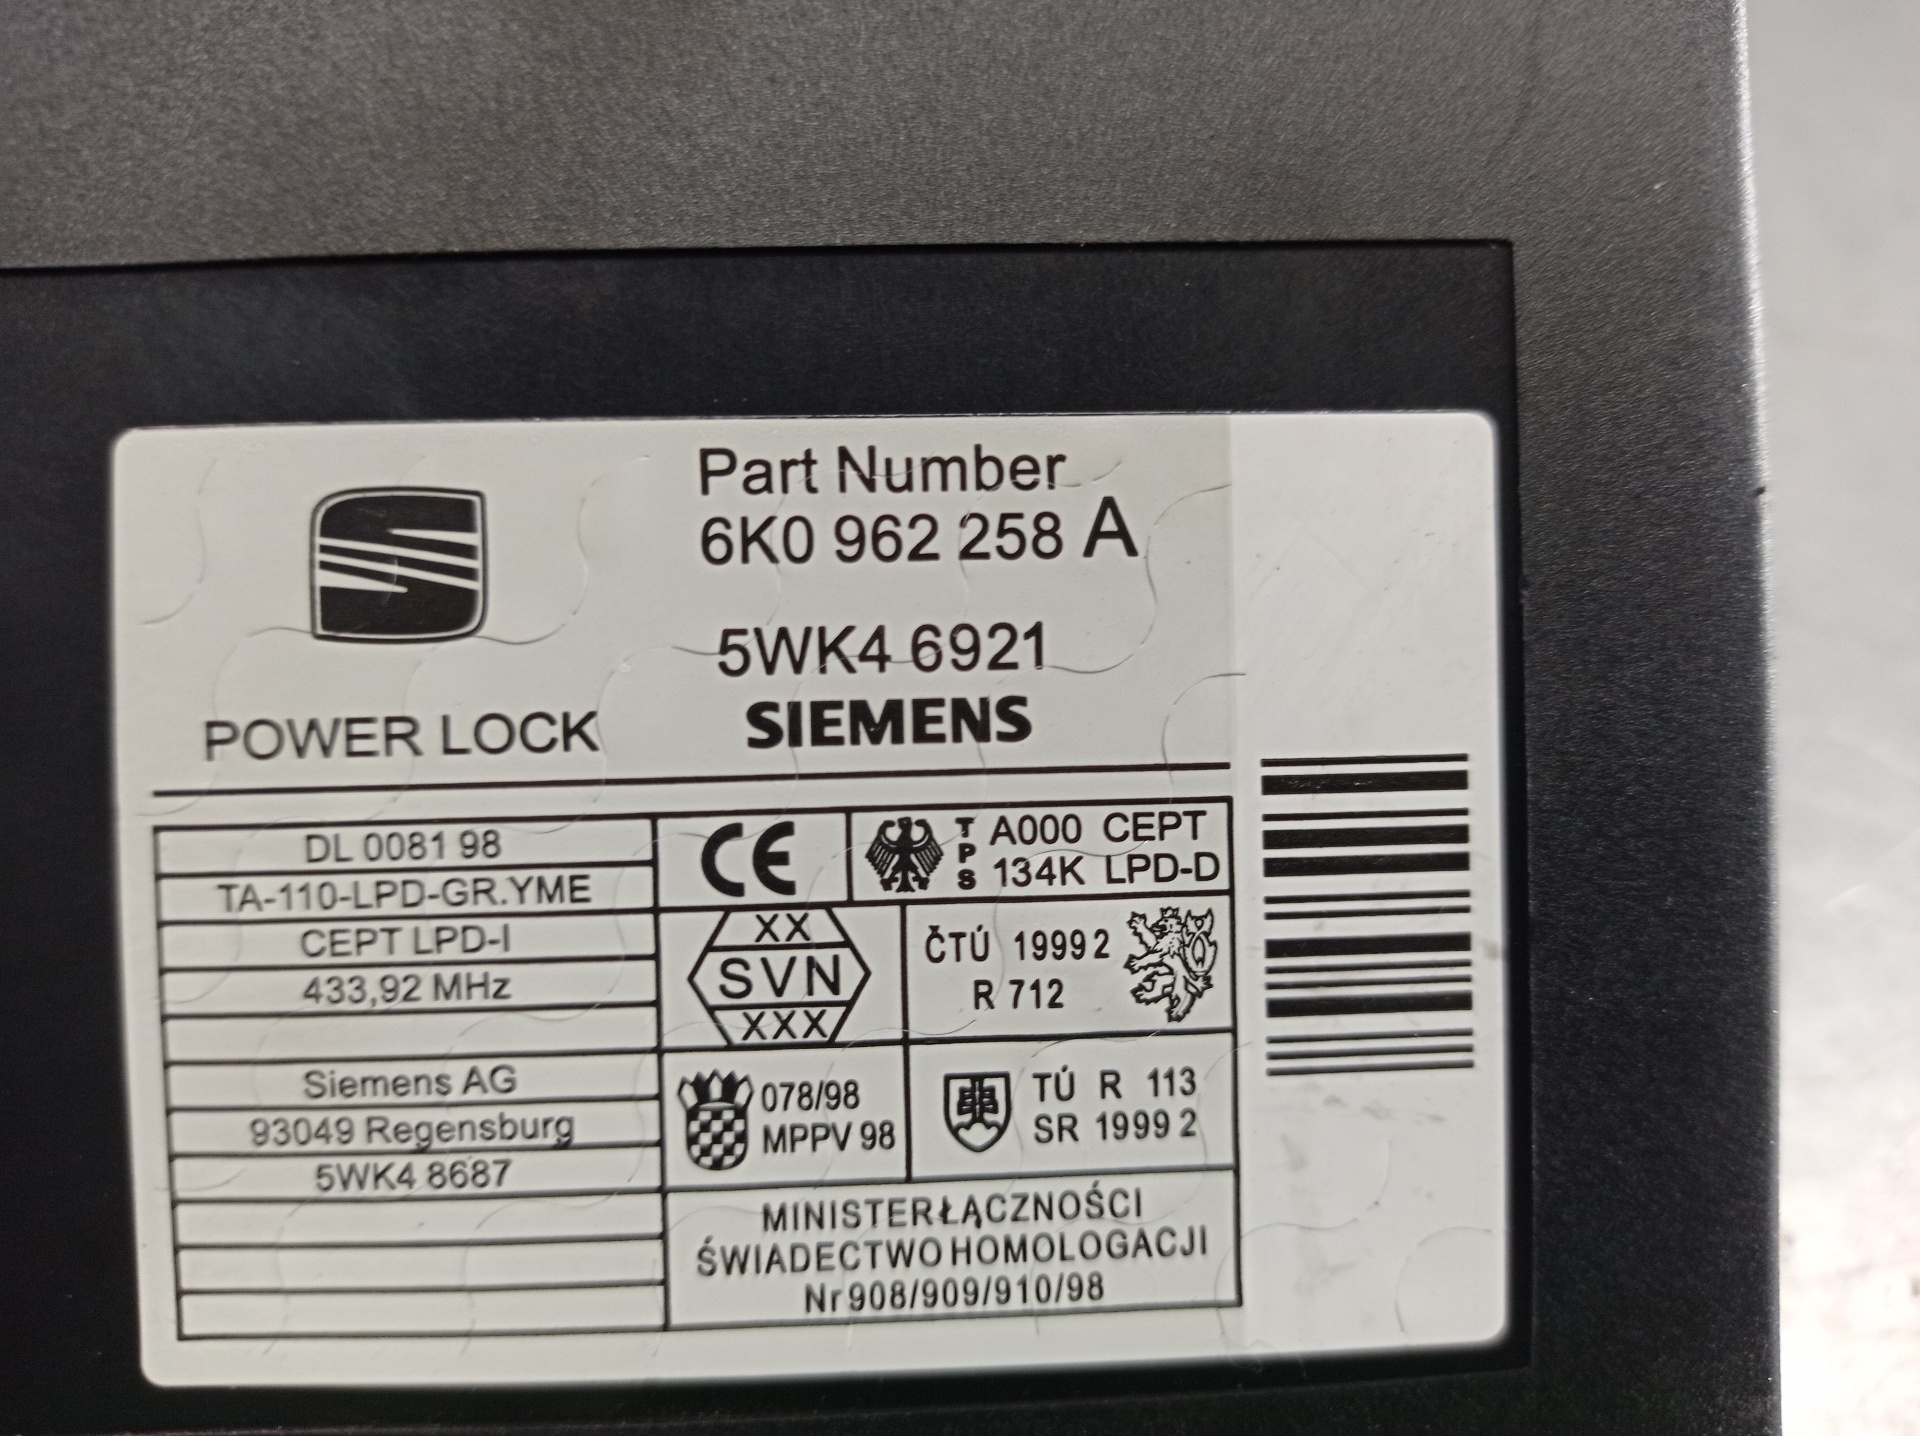 Part Number
6K0 962 258 A
5WK4 6921
SIEMENS
POWER LOCK
DL 0081 98
TA-110-LPD-GR.YME
CEPT LPD-I
433,92 MHz
Siemens AG
93049 Regensburg
5WK4 8687
CE
TPS
A000 CEPT
134K LPD-D
XX
SVN
XXX
ČTÚ 1999 2
R 712
078/98
MPPV 98
TÚ R 113
SR 1999 2
MINISTER ŁĄCZNOŚCI
ŚWIADECTWO HOMOLOGACJI
Nr 908/909/910/98